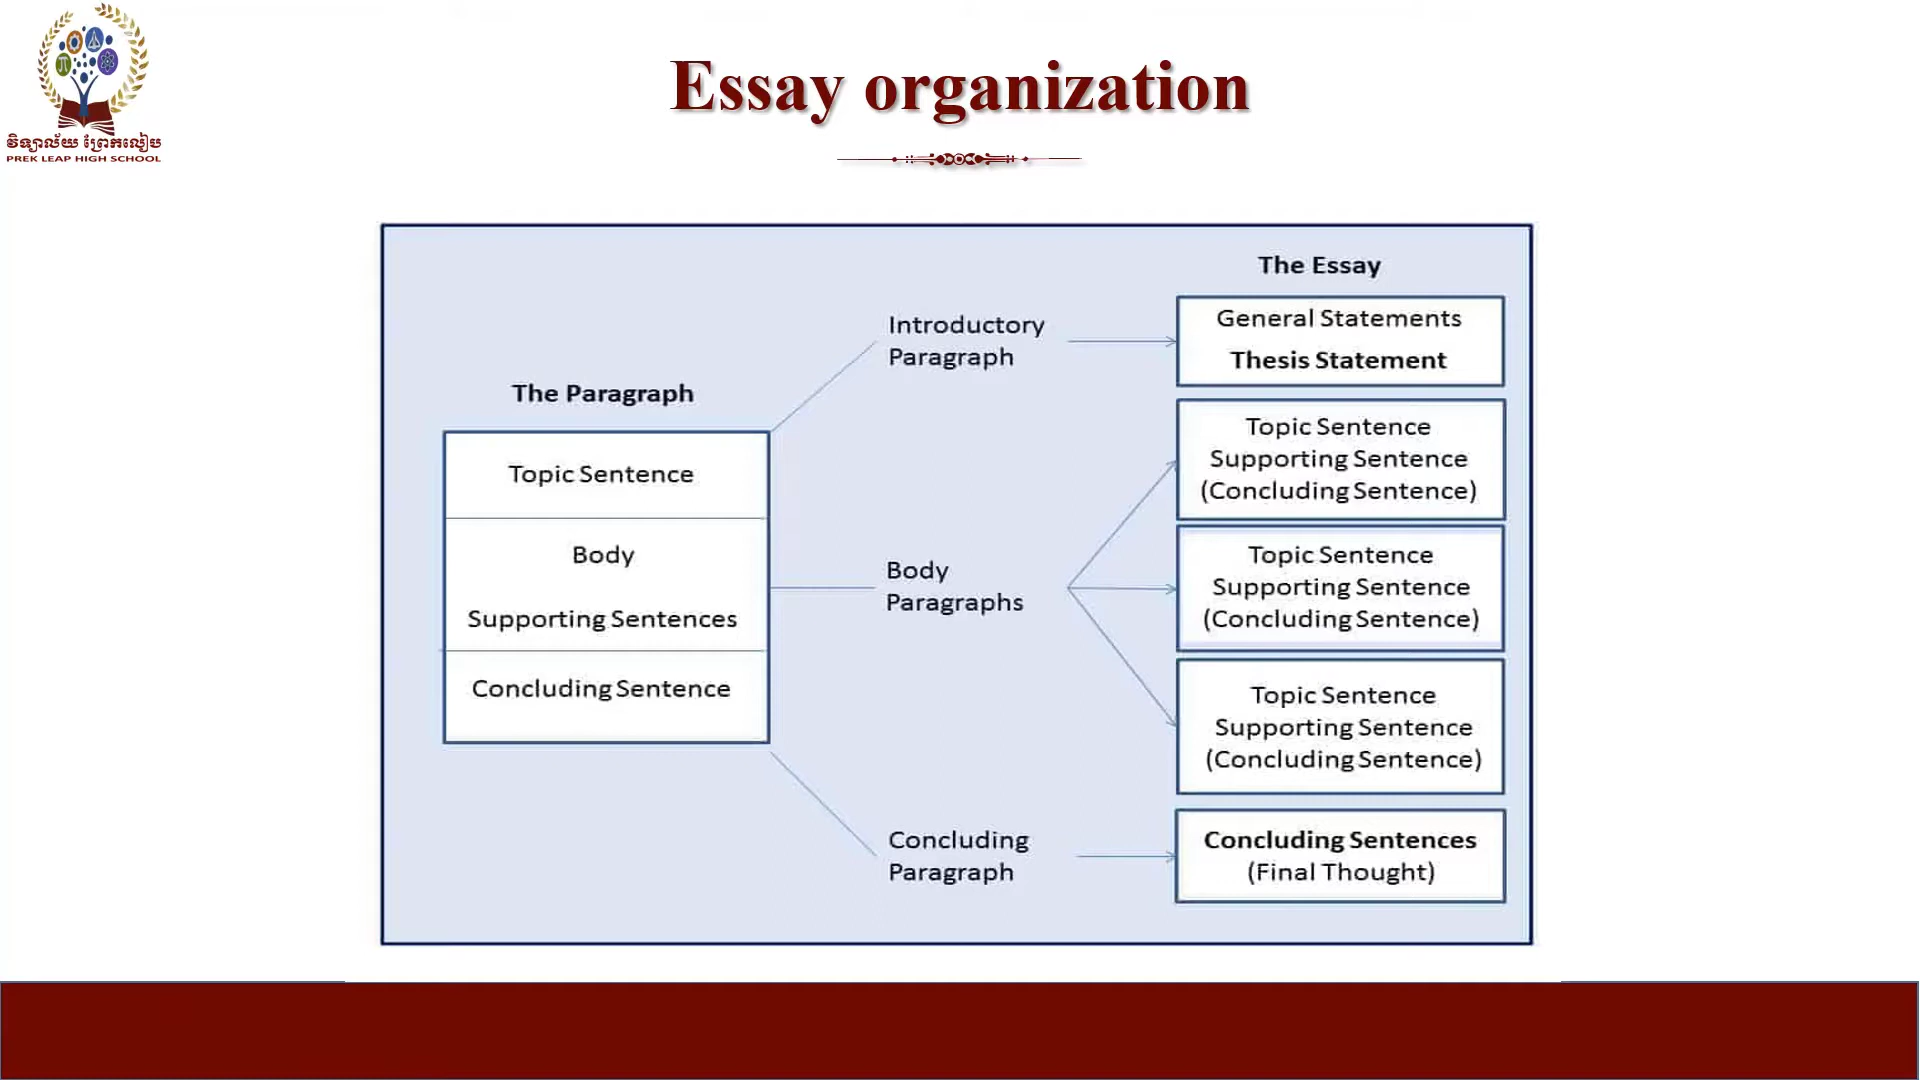 វិទ្យាល័យ ព្រែកលៀប
PREK LEAP HIGH SCHOOL
Essay organization
The Paragraph
Topic Sentence
Body
Supporting Sentences
Concluding Sentence
Introductory
Paragraph
Body
Paragraphs
Concluding
Paragraph
The Essay
General Statements
Thesis Statement
Topic Sentence
Supporting Sentence
(Concluding Sentence)
Topic Sentence
Supporting Sentence
(Concluding Sentence)
Topic Sentence
Supporting Sentence
(Concluding Sentence)
Concluding Sentences
(Final Thought)